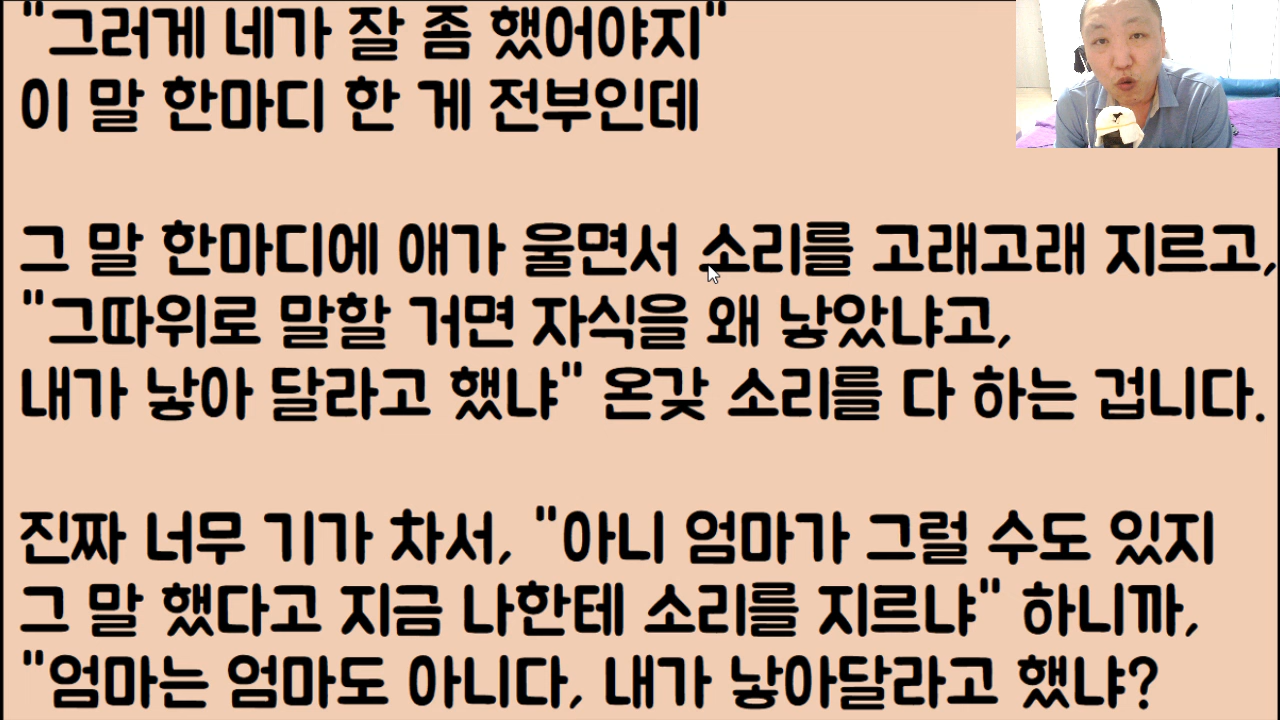 "그러게 네가 잘 좀 했어야지"
이 말 한마디 한 게 전부인데
그 말 한마디에 애가 울면서 소리를 고래고래 지르고,
"그따위로 말할 거면 자식을 왜 낳았냐고,
내가 낳아 달라고 했냐" 온갖 소리를 다 하는 겁니다.
진짜 너무 기가 차서, "아니 엄마가 그럴 수도 있지
그 말 했다고 지금 나한테 소리를 지르냐" 하니까,
"엄마는 엄마도 아니다, 내가 낳아달라고 했냐?